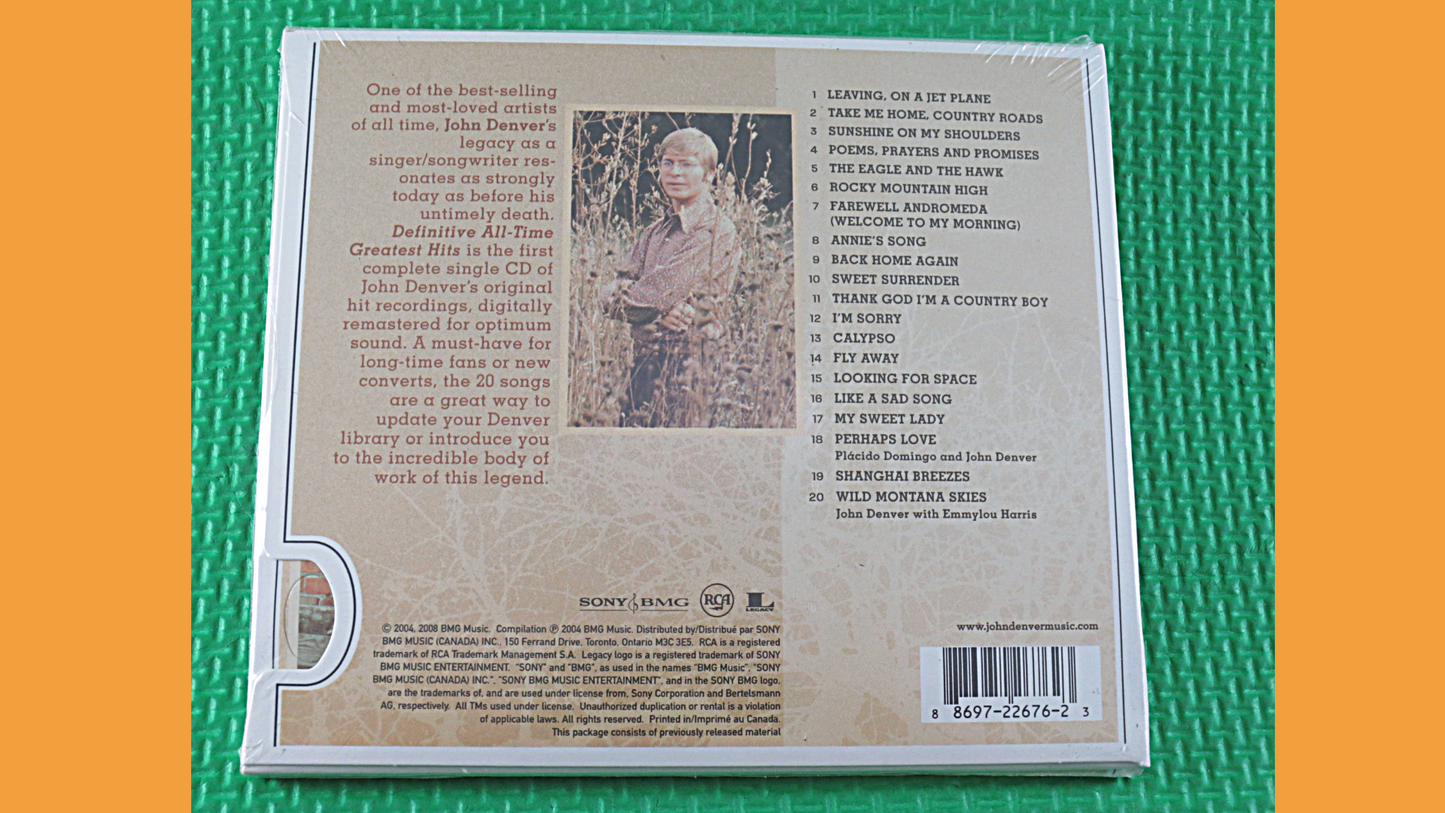 One of the best-selling
and most-loved artists
of all time, John Denver's
legacy as a
singer/songwriter res-
onates as strongly
today as before his
untimely death.
Definitive All-Time
Greatest Hits is the first
complete single CD of
John Denver's original
hit recordings, digitally
remastered for optimum
sound. A must-have for
long-time fans or new
converts, the 20 songs
are a great way to
update your Denver
library or introduce you
to the incredible body of
work of this legend.
1 LEAVING, ON A JET PLANE
2 TAKE ME HOME, COUNTRY ROADS
3 SUNSHINE ON MY SHOULDERS
4 POEMS, PRAYERS AND PROMISES
5 THE EAGLE AND THE HAWK
6 ROCKY MOUNTAIN HIGH
7 FAREWELL ANDROMEDA
(WELCOME TO MY MORNING)
8 ANNIE'S SONG
9 BACK HOME AGAIN
10 SWEET SURRENDER
11 THANK GOD I'M A COUNTRY BOY
12 I'M SORRY
13 CALYPSO
14 FLY AWAY
15 LOOKING FOR SPACE
16 LIKE A SAD SONG
17 MY SWEET LADY
18 PERHAPS LOVE
Plácido Domingo and John Denver
19 SHANGHAI BREEZES
20 WILD MONTANA SKIES
John Denver with Emmylou Harris
SONY BMG RCA L LEGACY
© 2004, 2008 BMG Music. Compilation ℗ 2004 BMG Music. Distributed by/Distribué par SONY
BMG MUSIC (CANADA) INC., 150 Ferrand Drive, Toronto, Ontario M3C 3E5. RCA is a registered
trademark of RCA Trademark Management S.A. Legacy logo is a registered trademark of SONY
BMG MUSIC ENTERTAINMENT. "SONY" and "BMG", as used in the names "BMG Music", "SONY
BMG MUSIC (CANADA) INC.", "SONY BMG MUSIC ENTERTAINMENT", and in the SONY BMG logo,
are the trademarks of, and are used under license from, Sony Corporation and Bertelsmann
AG, respectively. All TMs used under license. Unauthorized duplication or rental is a violation
of applicable laws. All rights reserved. Printed in/Imprimé au Canada.
This package consists of previously released material
www.johndenvermusic.com
8 8697-22676-2 3